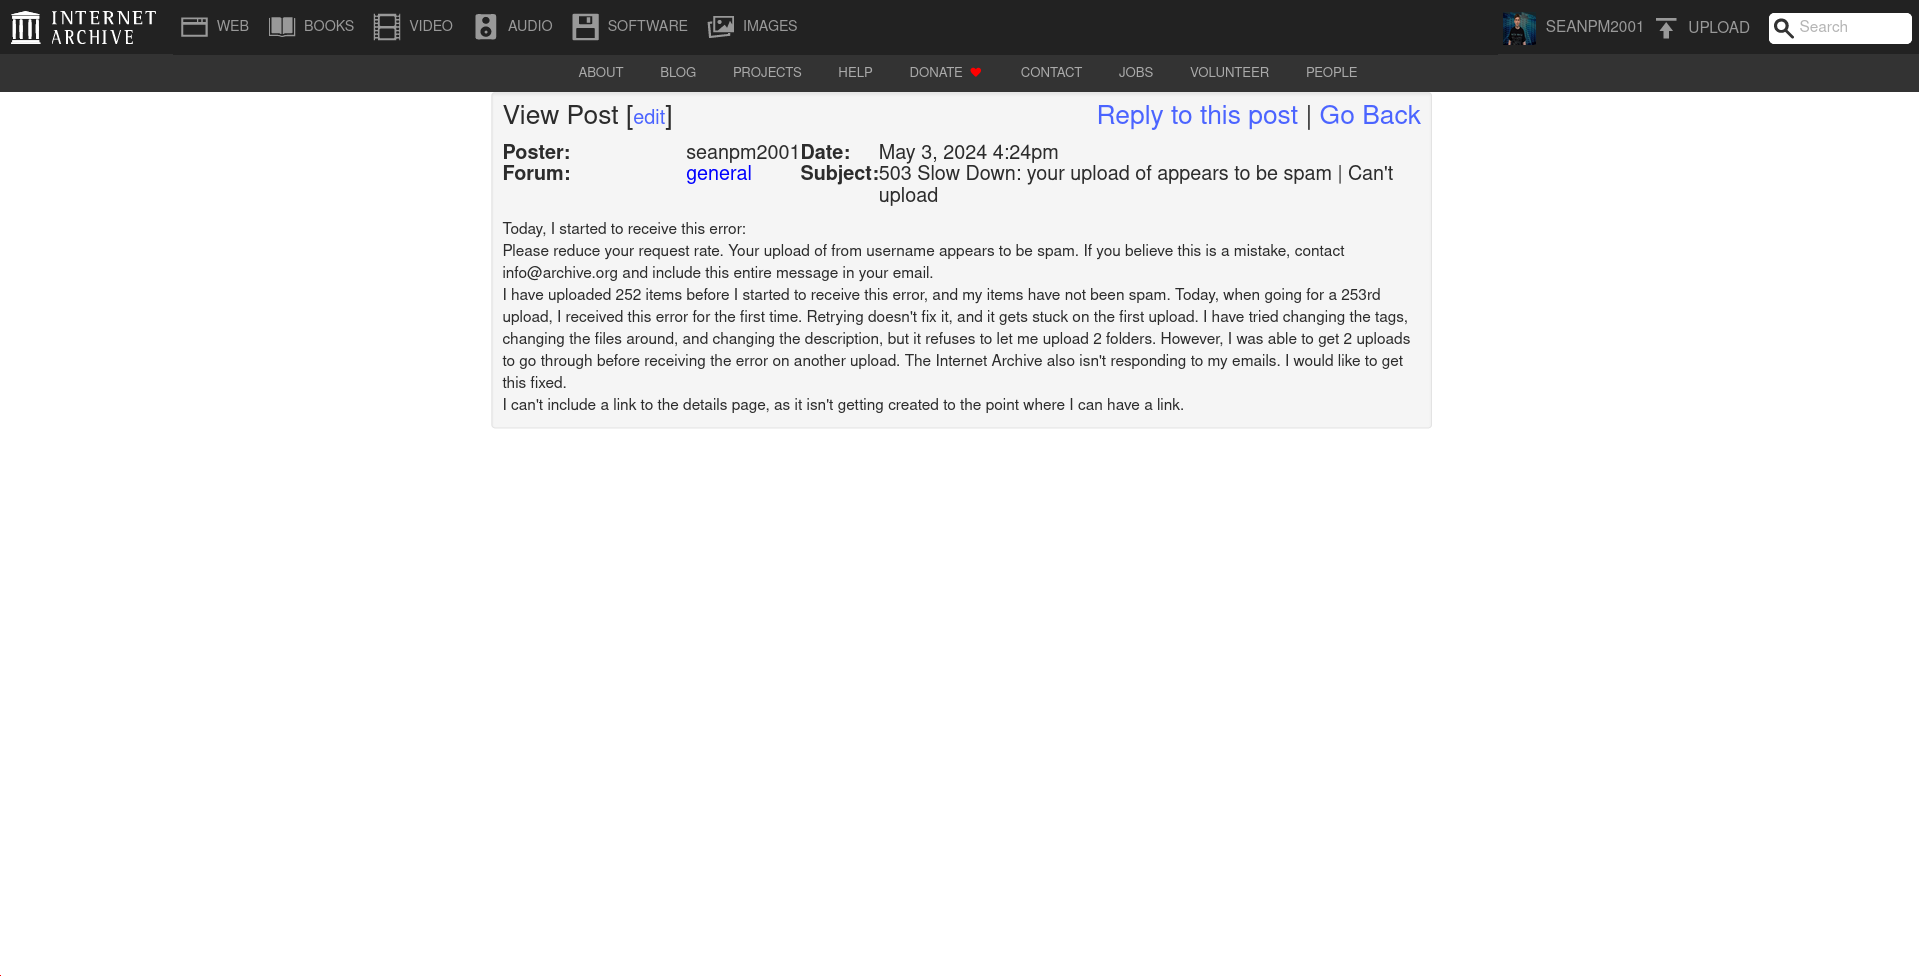 INTERNET
ARCHIVE
WEB
BOOKS
VIDEO
AUDIO
SOFTWARE
IMAGES
SEANPM2001
UPLOAD
Search
ABOUT
BLOG
PROJECTS
HELP
DONATE
CONTACT
JOBS
VOLUNTEER
PEOPLE
View Post [edit]
Reply to this post | Go Back
Poster: seanpm2001 Date: May 3, 2024 4:24pm
Forum: general Subject: 503 Slow Down: your upload of appears to be spam | Can't
upload
Today, I started to receive this error:
Please reduce your request rate. Your upload of from username appears to be spam. If you believe this is a mistake, contact
info@archive.org and include this entire message in your email.
I have uploaded 252 items before I started to receive this error, and my items have not been spam. Today, when going for a 253rd
upload, I received this error for the first time. Retrying doesn't fix it, and it gets stuck on the first upload. I have tried changing the tags,
changing the files around, and changing the description, but it refuses to let me upload 2 folders. However, I was able to get 2 uploads
to go through before receiving the error on another upload. The Internet Archive also isn't responding to my emails. I would like to get
this fixed.
I can't include a link to the details page, as it isn't getting created to the point where I can have a link.